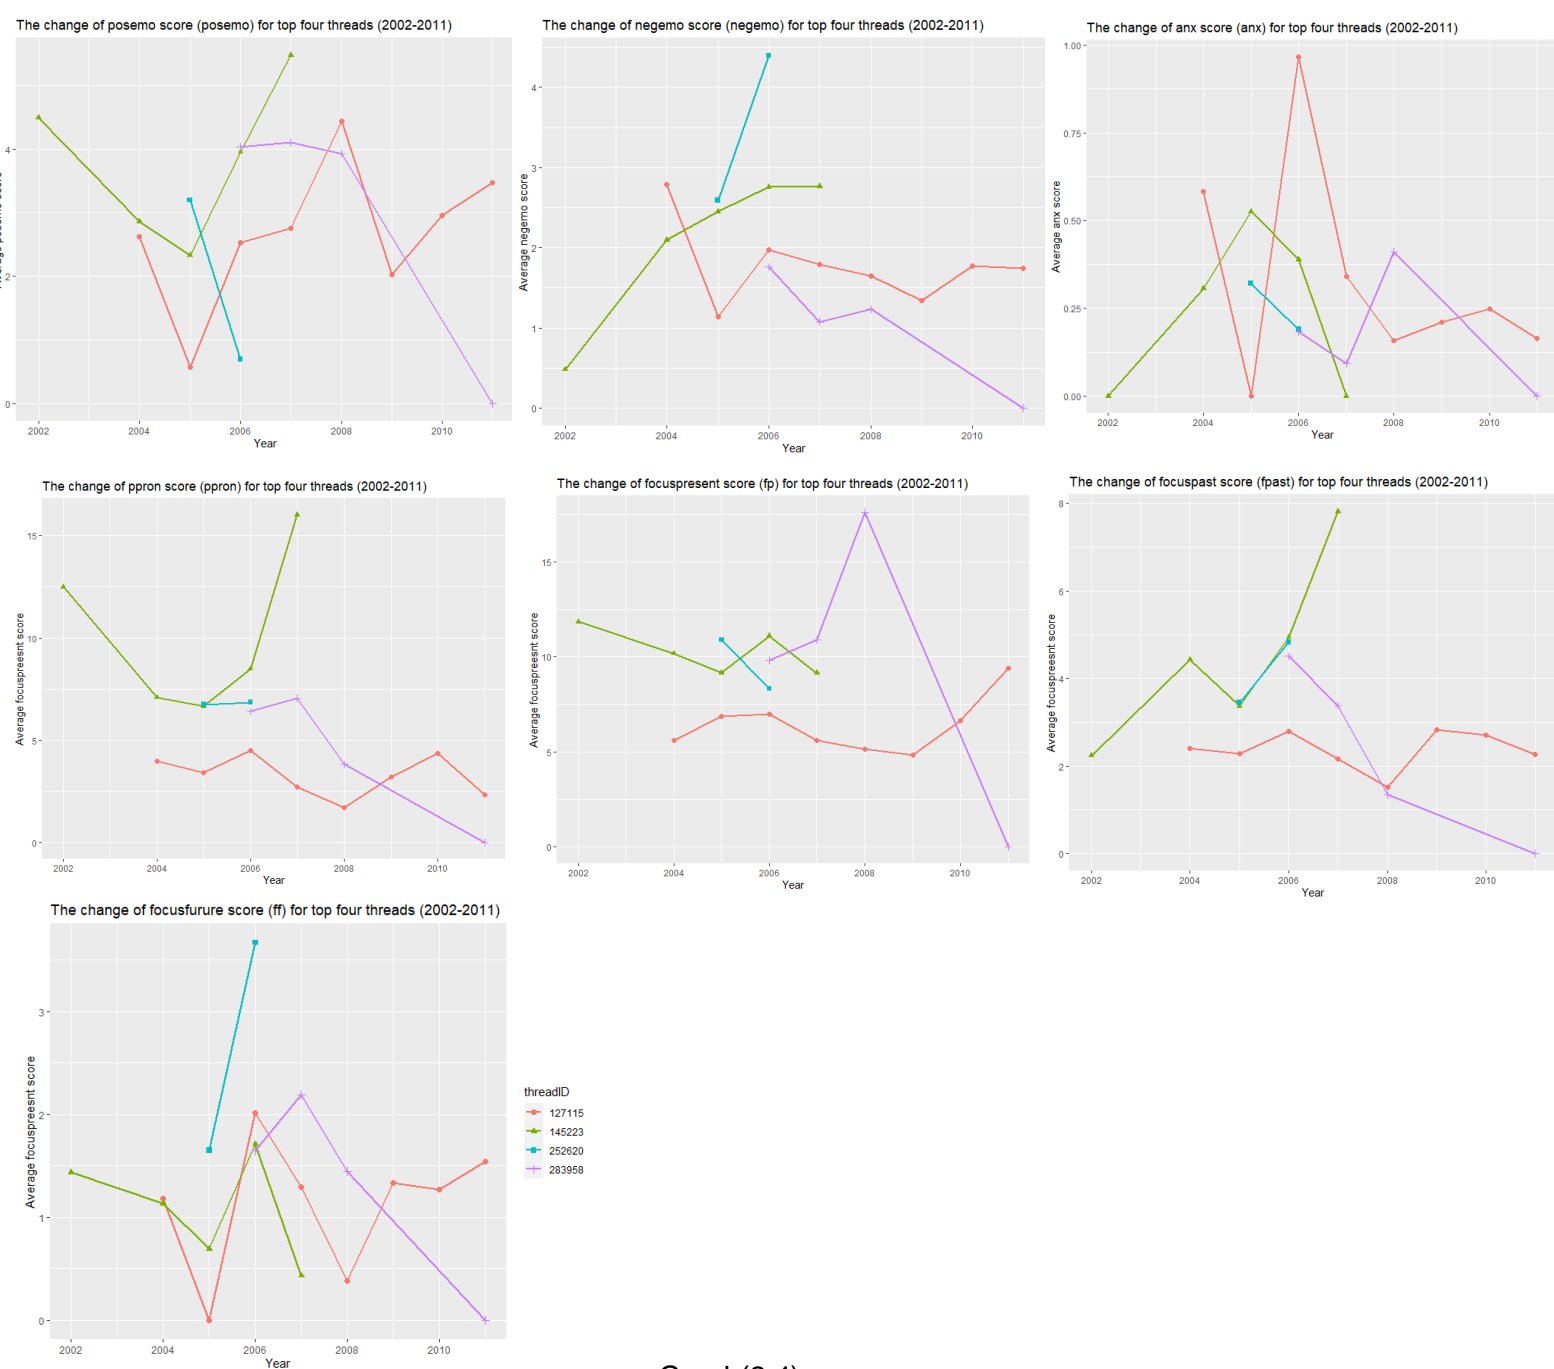 The change of posemo score (posemo) for top four threads (2002-2011)
4
2
0
2002 2004 2006 2008 2010
Year
The change of negemo score (negemo) for top four threads (2002-2011)
Average negemo score
4
3
2
1
0
2002 2004 2006 2008 2010
Year
The change of anx score (anx) for top four threads (2002-2011)
Average anx score
1.00
0.75
0.50
0.25
0.00
2002 2004 2006 2008 2010
Year
The change of ppron score (ppron) for top four threads (2002-2011)
Average focuspreesnt score
15
10
5
0
2002 2004 2006 2008 2010
Year
The change of focuspresent score (fp) for top four threads (2002-2011)
Average focuspreesnt score
15
10
5
0
2002 2004 2006 2008 2010
Year
The change of focuspast score (fpast) for top four threads (2002-2011)
Average focuspreesnt score
8
6
4
2
0
2002 2004 2006 2008 2010
Year
The change of focusfurure score (ff) for top four threads (2002-2011)
Average focuspreesnt score
3
2
1
0
2002 2004 2006 2008 2010
Year
threadID
127115
145223
252620
283958